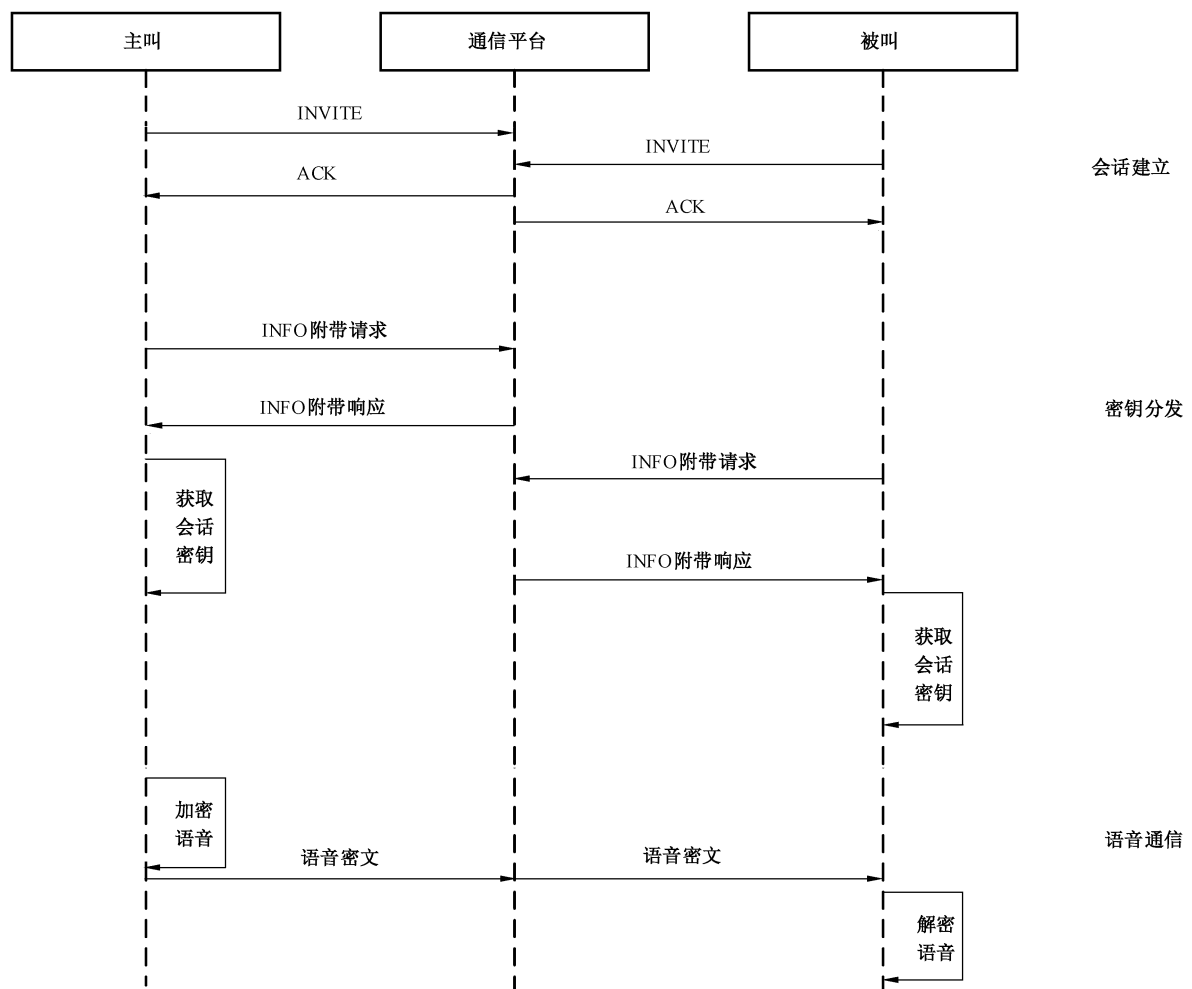 主叫
通信平台
被叫
INVITE
INVITE
会话建立
ACK
ACK
INFO附带请求
INFO附带响应
密钥分发
INFO附带请求
获取
会话
密钥
INFO附带响应
获取
会话
密钥
加密
语音
语音通信
语音密文
语音密文
解密
语音